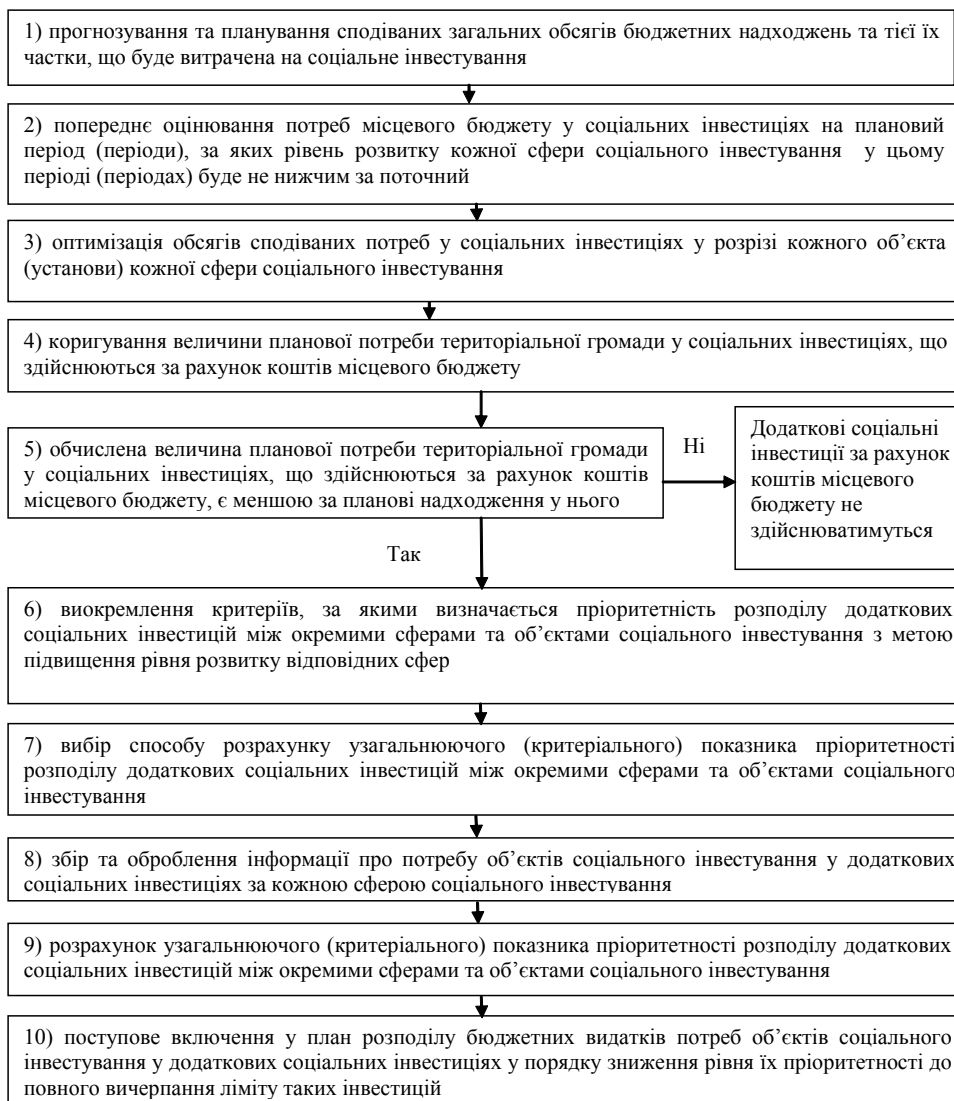 1) прогнозування та планування сподіваних загальних обсягів бюджетних надходжень та тієї їх
частки, що буде витрачена на соціальне інвестування
2) попереднє оцінювання потреб місцевого бюджету у соціальних інвестиціях на плановий
період (періоди), за яких рівень розвитку кожної сфери соціального інвестування у цьому
періоді (періодах) буде не нижчим за поточний
3) оптимізація обсягів сподіваних потреб у соціальних інвестиціях у розрізі кожного об’єкта
(установи) кожної сфери соціального інвестування
4) коригування величини планової потреби територіальної громади у соціальних інвестиціях, що
здійснюються за рахунок коштів місцевого бюджету
5) обчислена величина планової потреби територіальної громади
у соціальних інвестиціях, що здійснюються за рахунок коштів
місцевого бюджету, є меншою за планові надходження у нього
Ні
Додаткові соціальні
інвестиції за рахунок
коштів місцевого
бюджету не
здійснюватимуться
Так
6) виокремлення критеріїв, за якими визначається пріоритетність розподілу додаткових
соціальних інвестицій між окремими сферами та об’єктами соціального інвестування з метою
підвищення рівня розвитку відповідних сфер
7) вибір способу розрахунку узагальнюючого (критеріального) показника пріоритетності
розподілу додаткових соціальних інвестицій між окремими сферами та об’єктами соціального
інвестування
8) збір та оброблення інформації про потребу об’єктів соціального інвестування у додаткових
соціальних інвестиціях за кожною сферою соціального інвестування
9) розрахунок узагальнюючого (критеріального) показника пріоритетності розподілу додаткових
соціальних інвестицій між окремими сферами та об’єктами соціального інвестування
10) поступове включення у план розподілу бюджетних видатків потреб об’єктів соціального
інвестування у додаткових соціальних інвестиціях у порядку зниження рівня їх пріоритетності до
повного вичерпання ліміту таких інвестицій